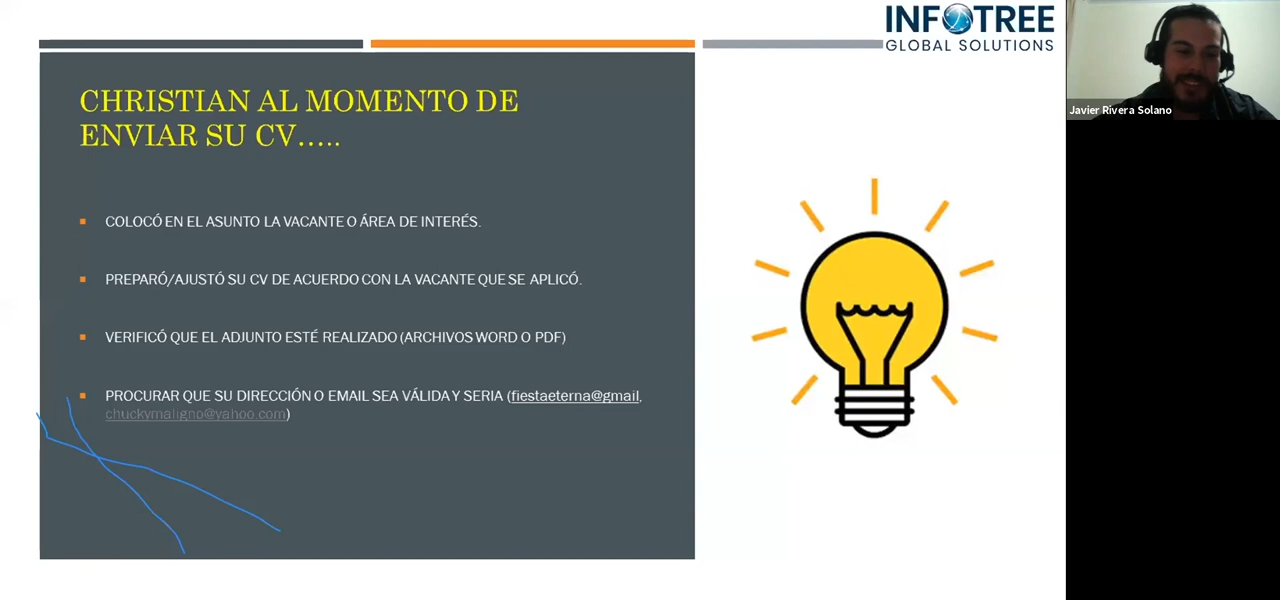 INFOTREE
GLOBAL SOLUTIONS
Javier Rivera Solano
CHRISTIAN AL MOMENTO DE
ENVIAR SU CV…..
COLOCÓ EN EL ASUNTO LA VACANTE O ÁREA DE INTERÉS.
PREPARÓ/AJUSTÓ SU CV DE ACUERDO CON LA VACANTE QUE SE APLICÓ.
VERIFICÓ QUE EL ADJUNTO ESTÉ REALIZADO (ARCHIVOS WORD O PDF)
PROCURAR QUE SU DIRECCIÓN O EMAIL SEA VÁLIDA Y SERIA (fiestaeterna@gmail,
chuckymaligno@yahoo.com)